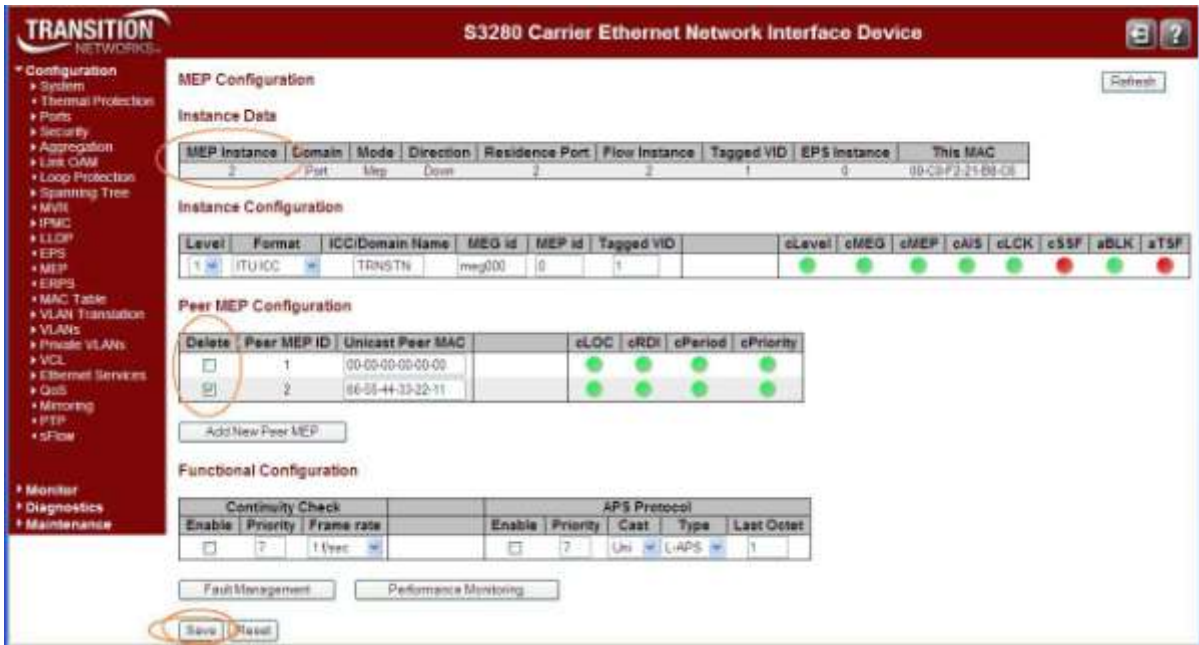 TRANSITION
NETWORKS
S3280 Carrier Ethernet Network Interface Device
?
Configuration
System
Thermal Protection
Ports
Security
Aggregation
Link OAM
Loop Protection
Spanning Tree
MVR
IPMC
LLDP
EPS
MEP
ERPS
MAC Table
VLAN Translation
VLANs
Private VLANs
VCL
Ethernet Services
QoS
Mirroring
PTP
sFlow
Monitor
Diagnostics
Maintenance
MEP Configuration
Refresh
Instance Data
MEP Instance Domain Mode Direction Residence Port Flow Instance Tagged VID EPS Instance This MAC
2 Port Mep Down 2 2 1 0 00-C0-F2-21-B8-C6
Instance Configuration
Level Format ICC/Domain Name MEG id MEP id Tagged VID cLevel cMEG cMEP cAIS cLCK cSSF aBLK aTSF
1 ITU ICC TRNSTN meg000 0 1
Peer MEP Configuration
Delete Peer MEP ID Unicast Peer MAC cLOC cRDI cPeriod cPriority
1 00-00-00-00-00-00
2 66-55-44-33-22-11
Add New Peer MEP
Functional Configuration
Continuity Check APS Protocol
Enable Priority Frame rate Enable Priority Cast Type Last Octet
7 1 f/sec 7 Uni L-APS 1
Fault Management Performance Monitoring
Save Reset